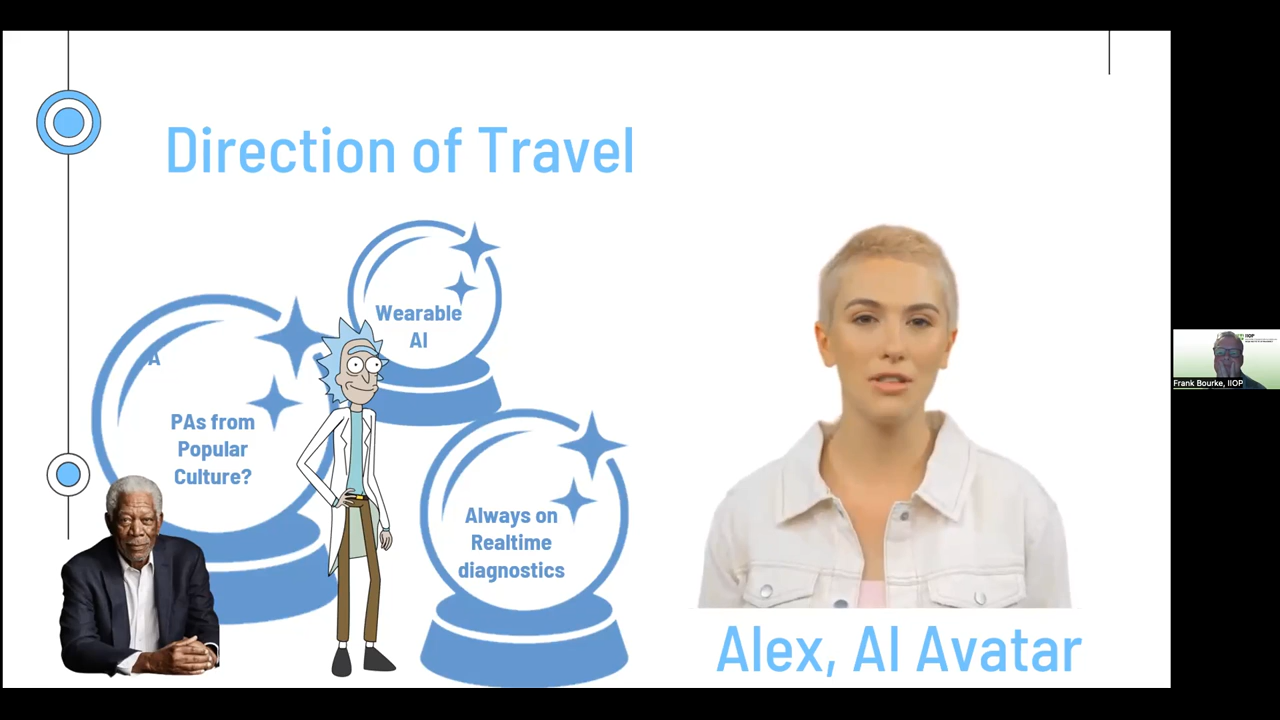 Direction of Travel
Wearable
AI
A
PAs from
Popular
Culture?
Always on
Realtime
diagnostics
Alex, AI Avatar
IIOP
Frank Bourke, IIOP